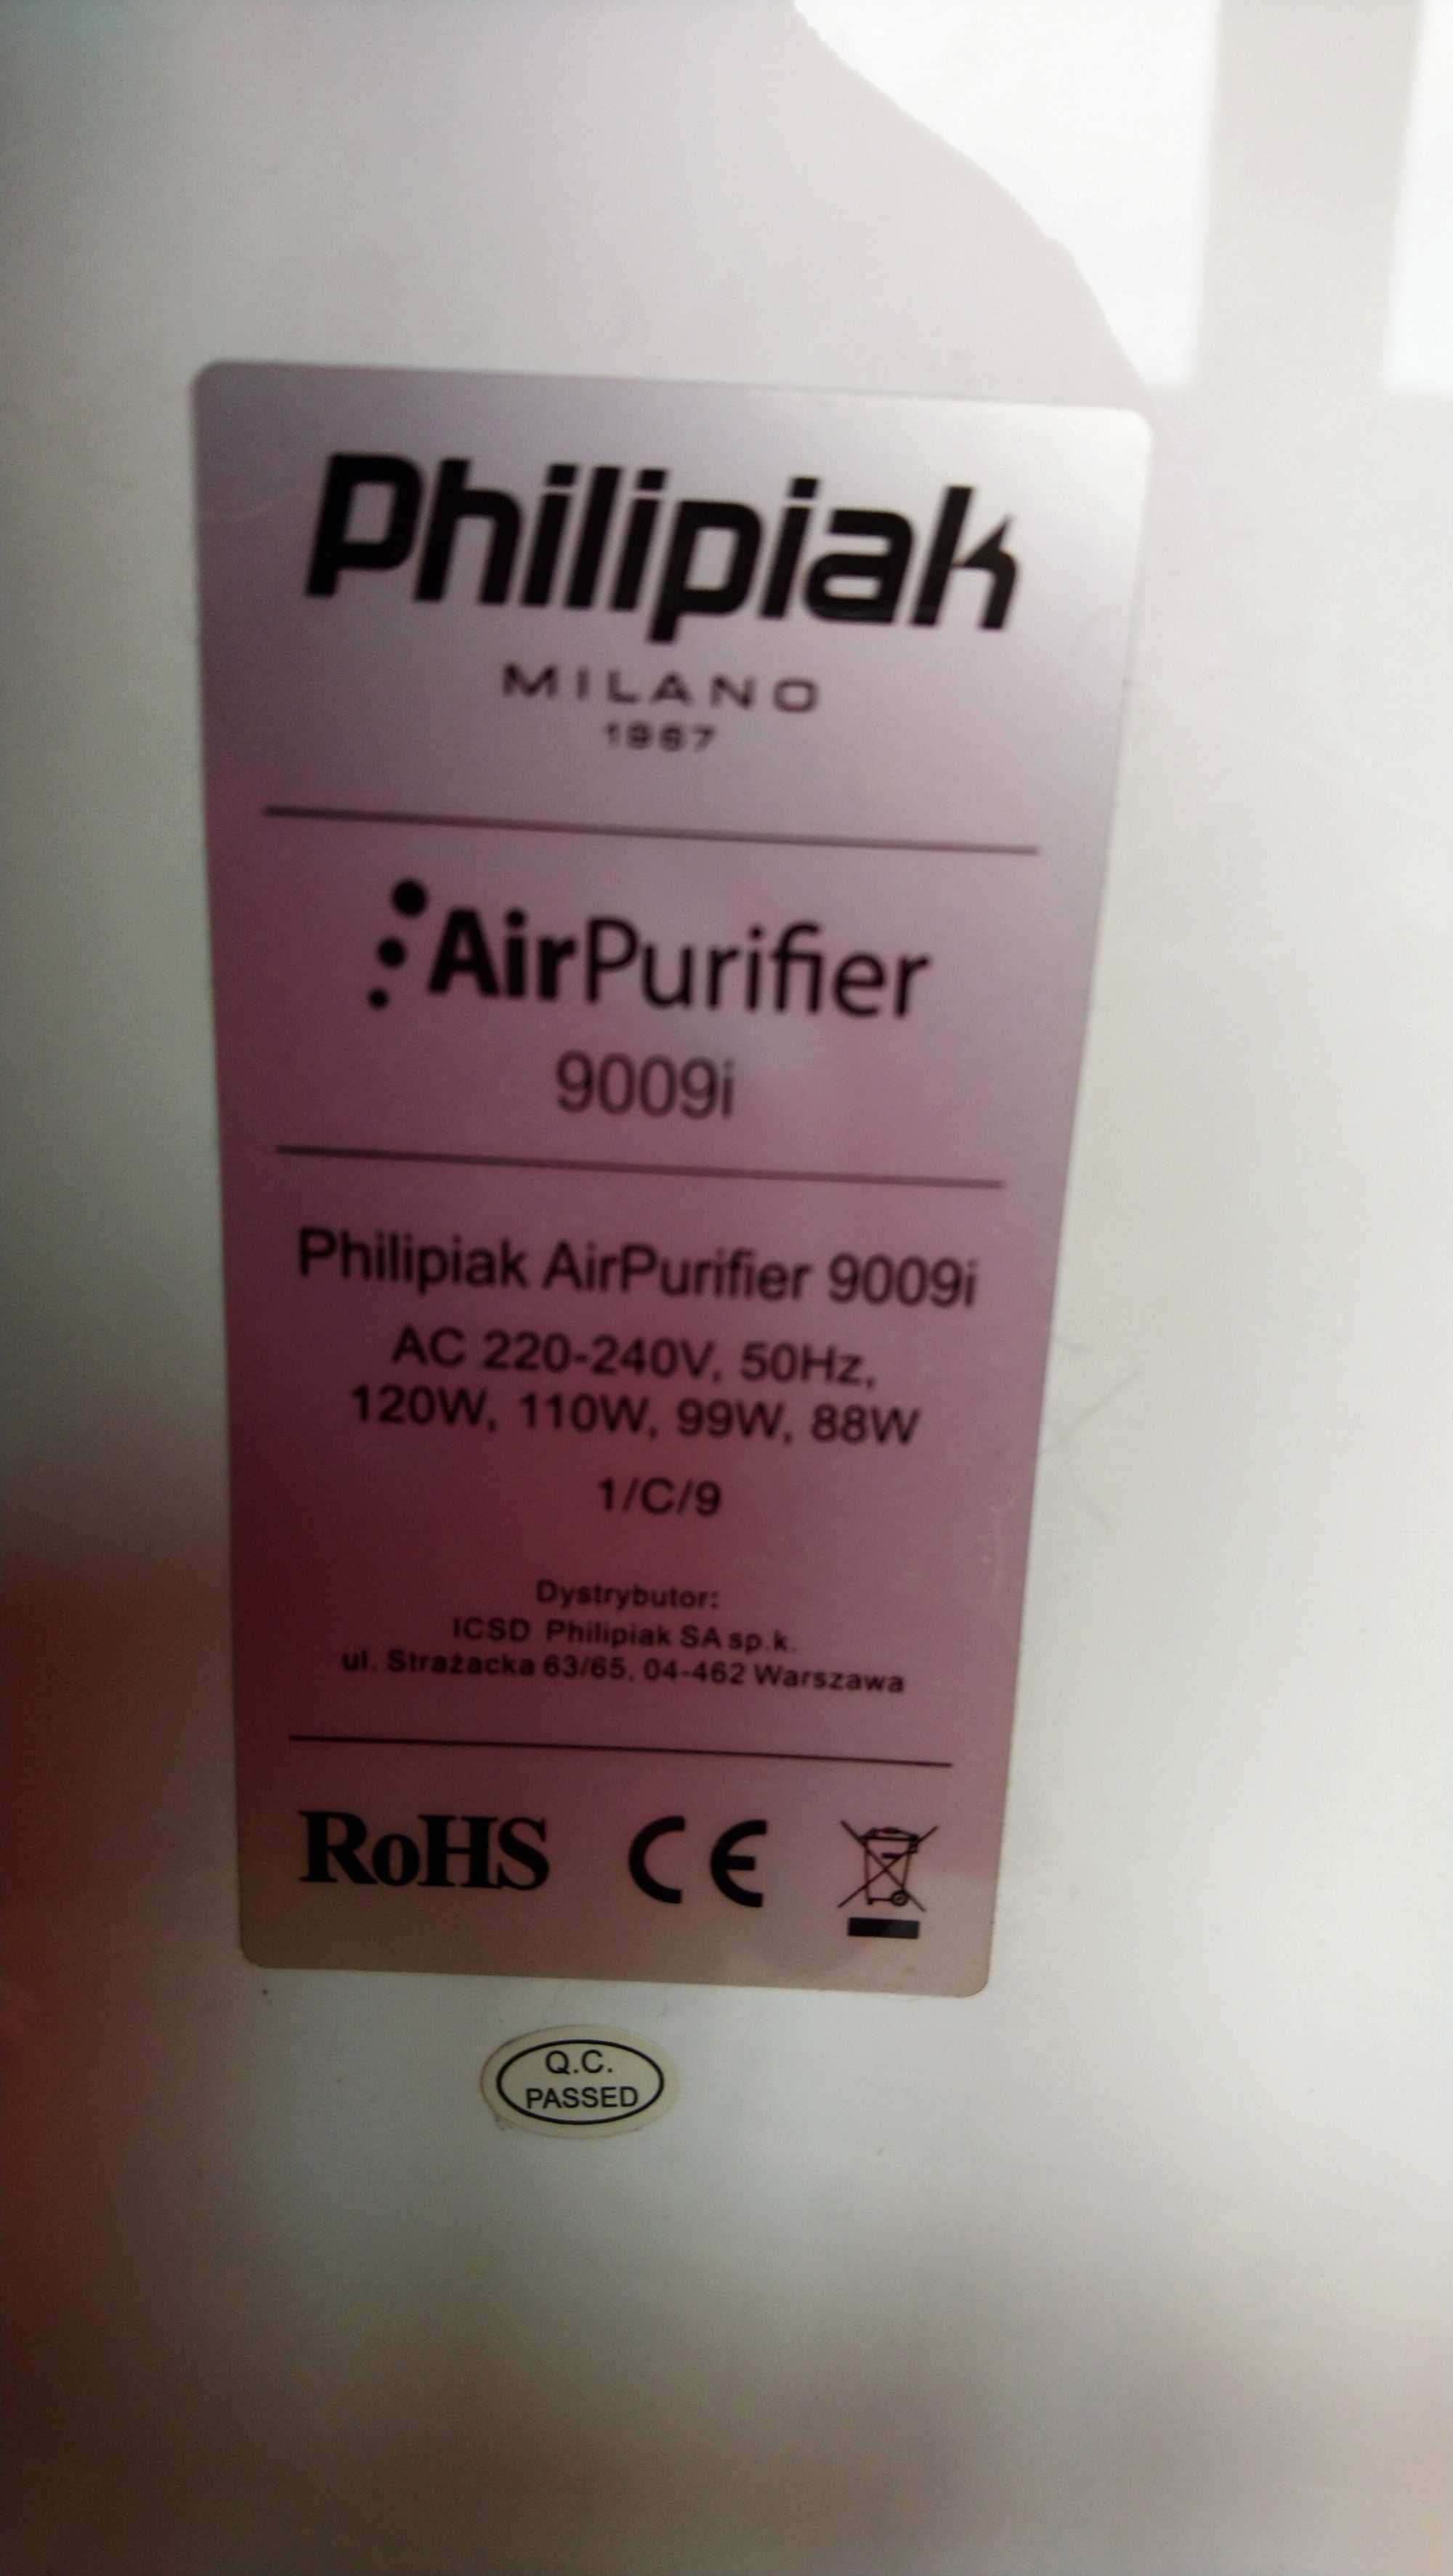 Philipiak
MILANO
1967
AirPurifier
9009i
Philipiak AirPurifier 9009i
AC 220-240V, 50Hz,
120W, 110W, 99W, 88W
1/C/9
Dystrybutor:
ICSD Philipiak SA sp.k.
ul. Strażacka 63/65, 04-462 Warszawa
RoHS CE
Q.C.
PASSED